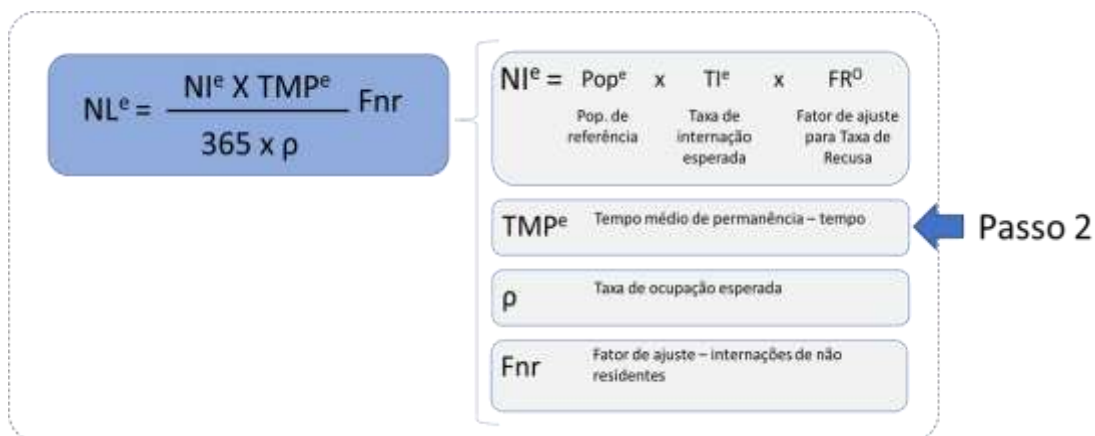 NLᵉ = NIᵉ X TMPᵉ Fnr
365 x ρ
NIᵉ = Popᵉ x TIᵉ x FRᴼ
Pop. de referência
Taxa de internação esperada
Fator de ajuste para Taxa de Recusa
TMPᵉ Tempo médio de permanência – tempo
Passo 2
ρ Taxa de ocupação esperada
Fnr Fator de ajuste – internações de não
residentes